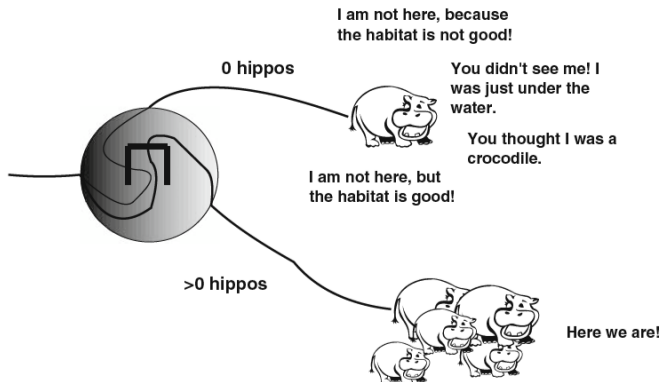 I am not here, because
the habitat is not good!
0 hippos
You didn't see me! I
was just under the
water.
You thought I was a
crocodile.
I am not here, but
the habitat is good!
>0 hippos
Here we are!